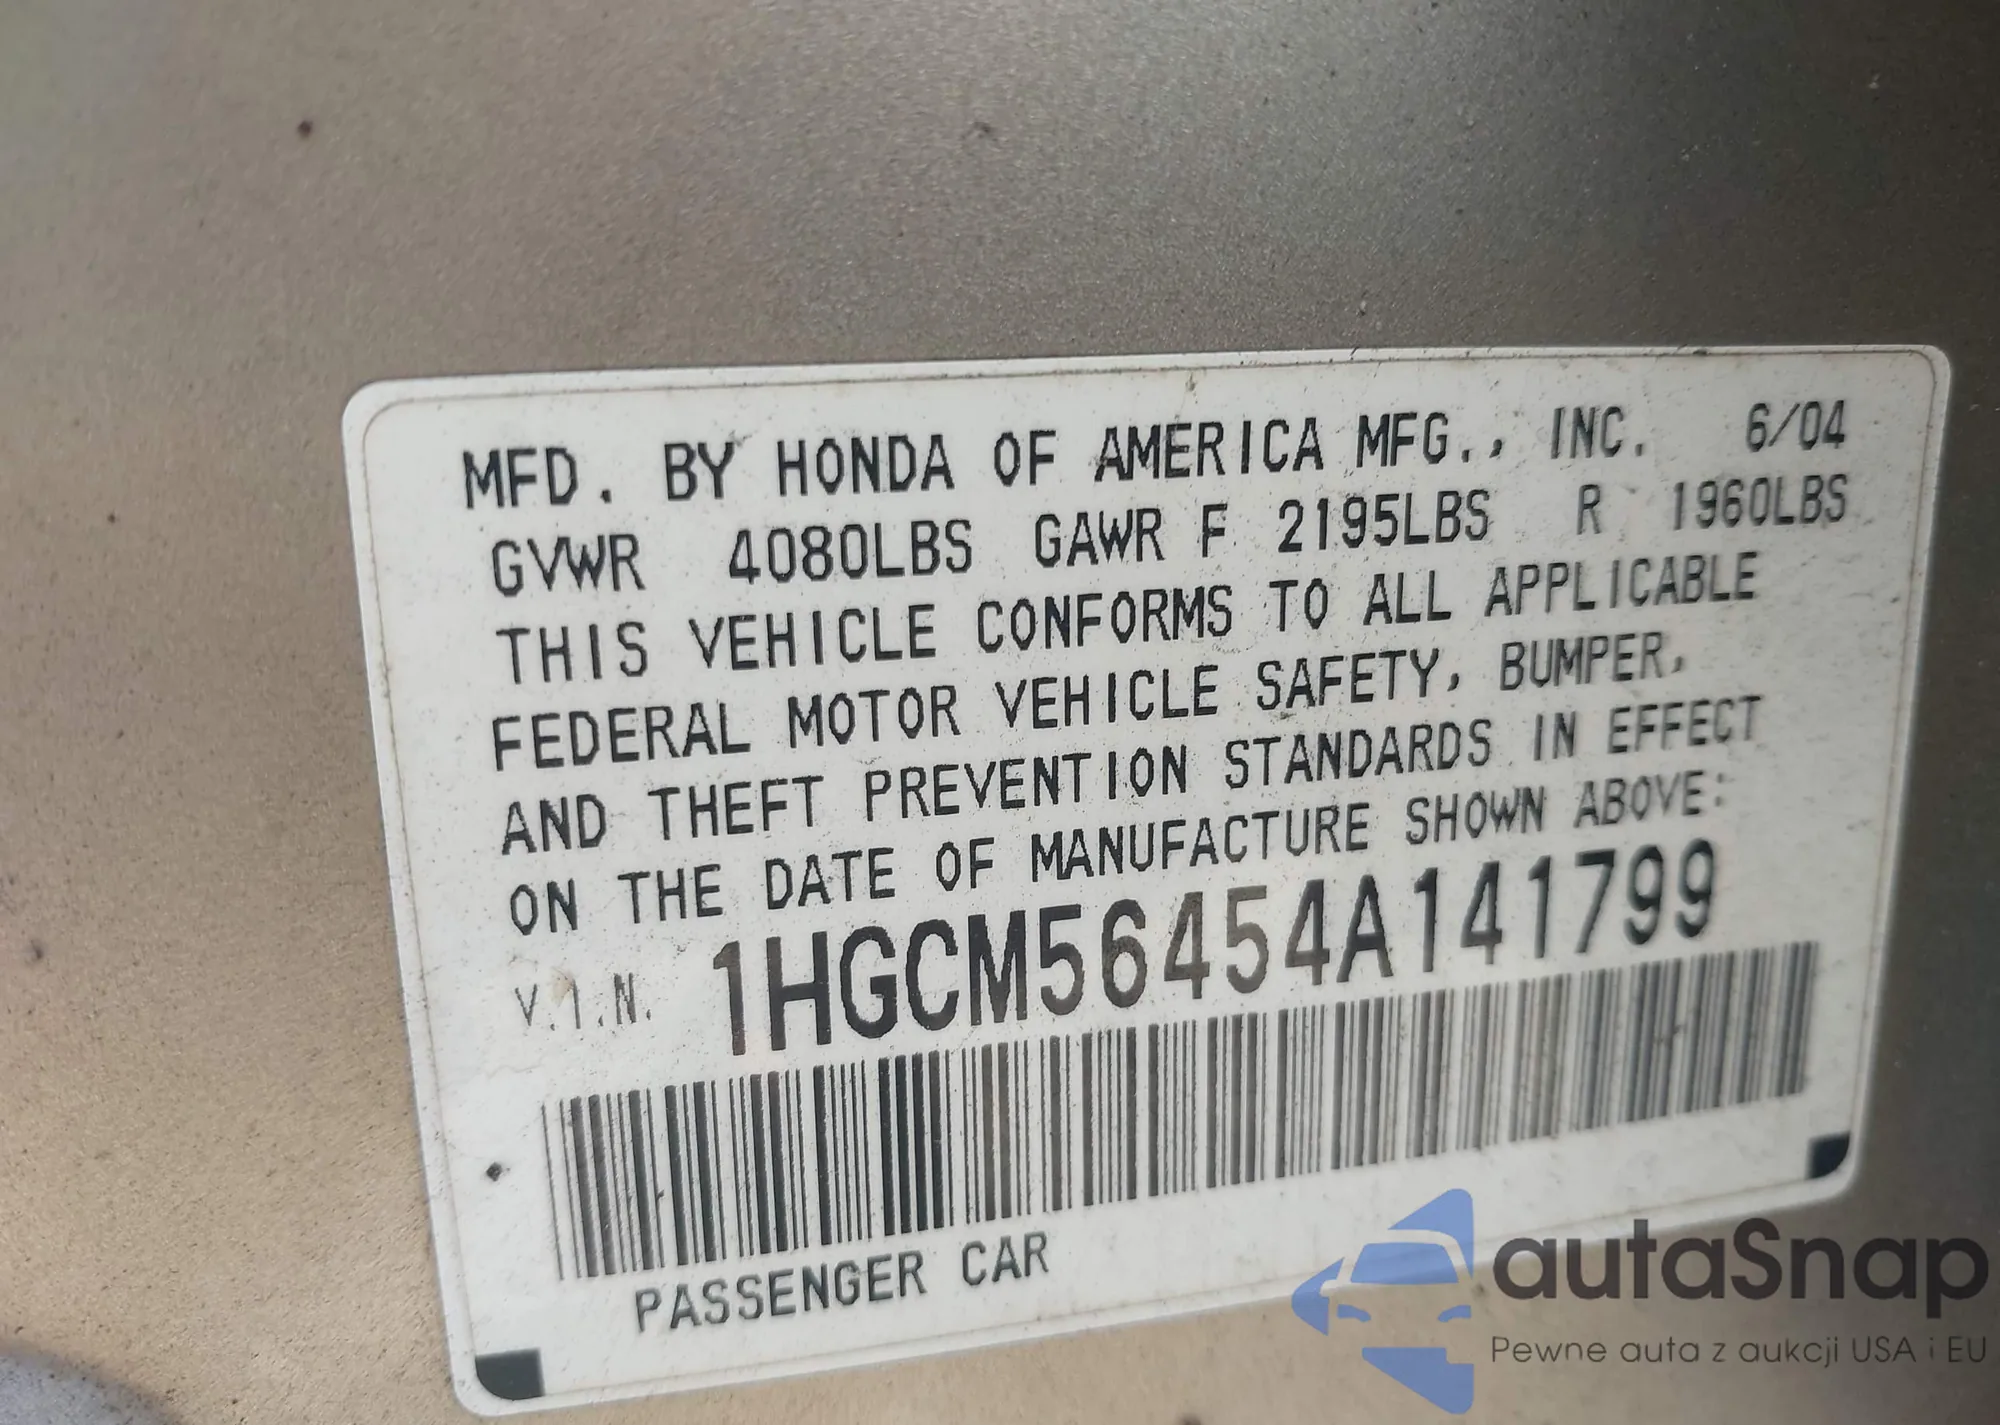 MFD. BY HONDA OF AMERICA MFG., INC. 6/04
GVWR 4080LBS GAWR F 2195LBS R 1960LBS
THIS VEHICLE CONFORMS TO ALL APPLICABLE
FEDERAL MOTOR VEHICLE SAFETY, BUMPER,
AND THEFT PREVENTION STANDARDS IN EFFECT
ON THE DATE OF MANUFACTURE SHOWN ABOVE:
V.I.N. 1HGCM56454A141799
PASSENGER CAR
autaSnap
Pewne auta z aukcji USA i EU